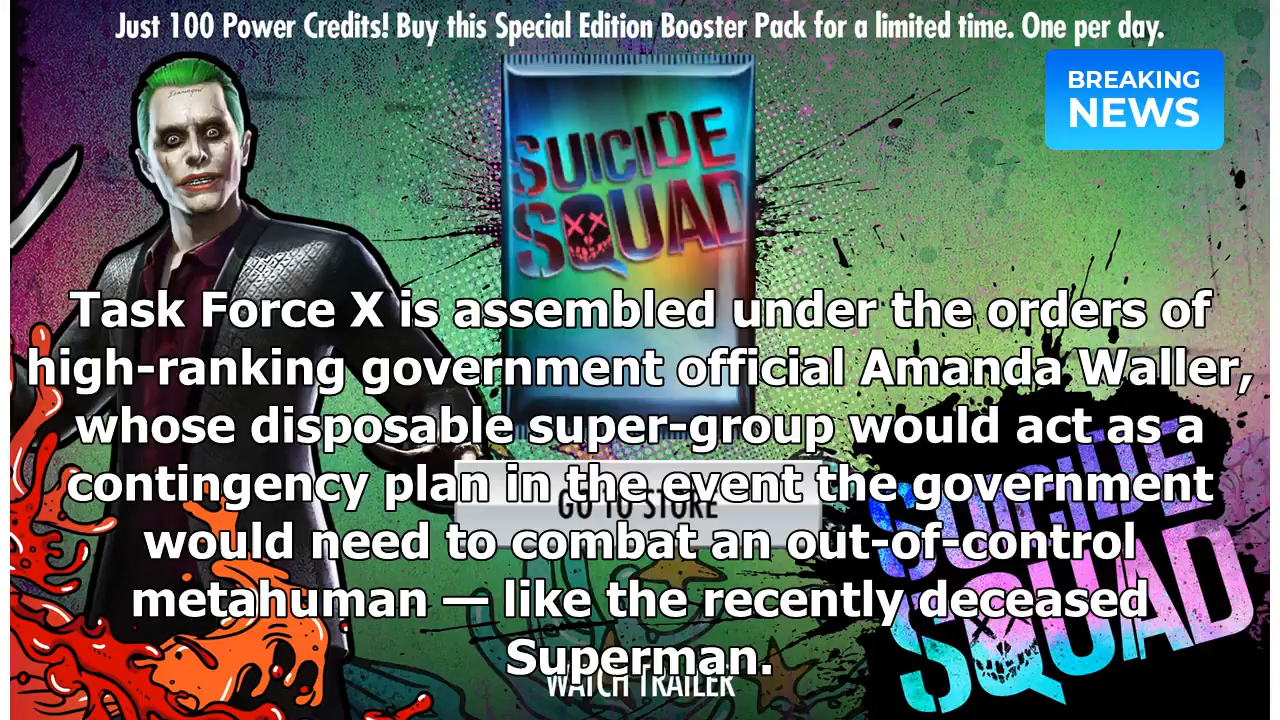 Just 100 Power Credits! Buy this Special Edition Booster Pack for a limited time. One per day.
BREAKING
NEWS
SUICIDE
SQUAD
Task Force X is assembled under the orders of
high-ranking government official Amanda Waller,
whose disposable super-group would act as a
contingency plan in the event the government
GO TO STORE
would need to combat an out-of-control
metahuman — like the recently deceased
Superman.
WATCH TRAILER
SUICIDE
SQUAD